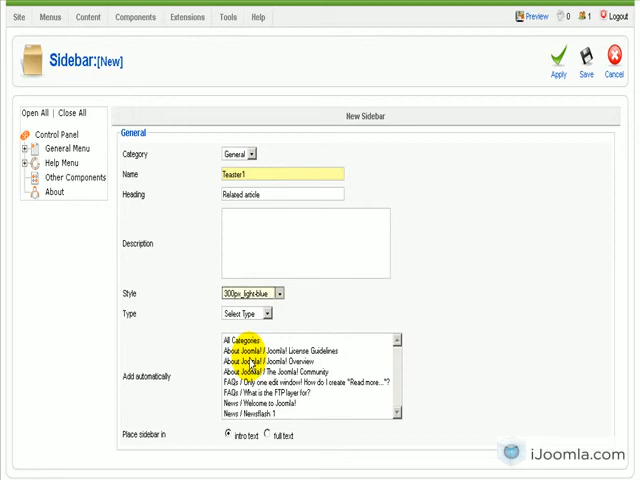 Site Menus Content Components Extensions Tools Help Preview 0 1 Logout
Sidebar:[New]
Apply Save Cancel
Open All | Close All
Control Panel
General Menu
Help Menu
Other Components
About
New Sidebar
General
Category General
Name Teaster1
Heading Related article
Description
Style 300px_light-blue
Type Select Type
Add automatically
All Categories
About Joomla! / Joomla! License Guidelines
About Joomla! / Joomla! Overview
About Joomla! / The Joomla! Community
FAQs / Only one edit window! How do I create "Read more..."?
FAQs / What is the FTP layer for?
News / Welcome to Joomla!
News / Newsflash 1
Place sidebar in intro text full text
iJoomla.com